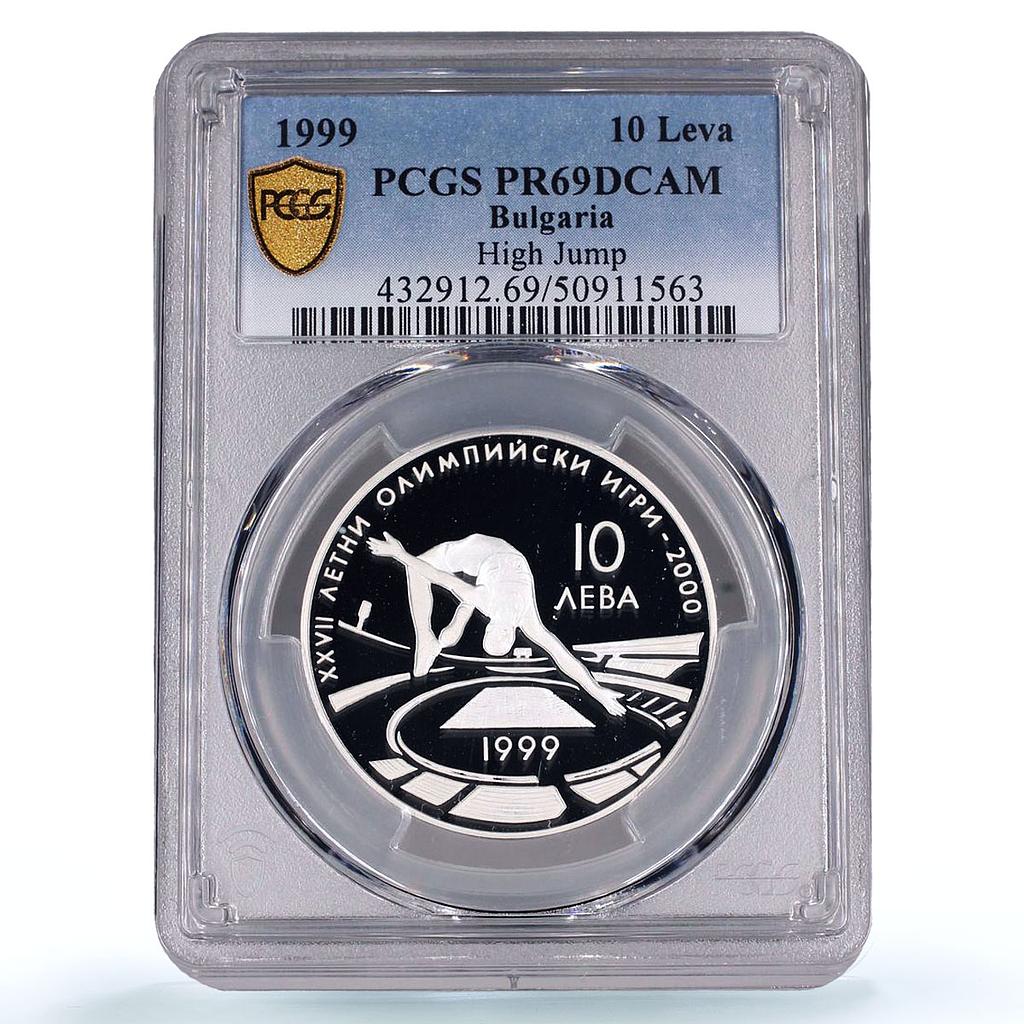 1999 10 Leva
PCGS PCGS PR69DCAM
Bulgaria
High Jump
432912.69/50911563
XXVII ЛЕТНИ ОЛИМПИЙСКИ ИГРИ - 2000
10
ЛЕВА
1999
PCGS